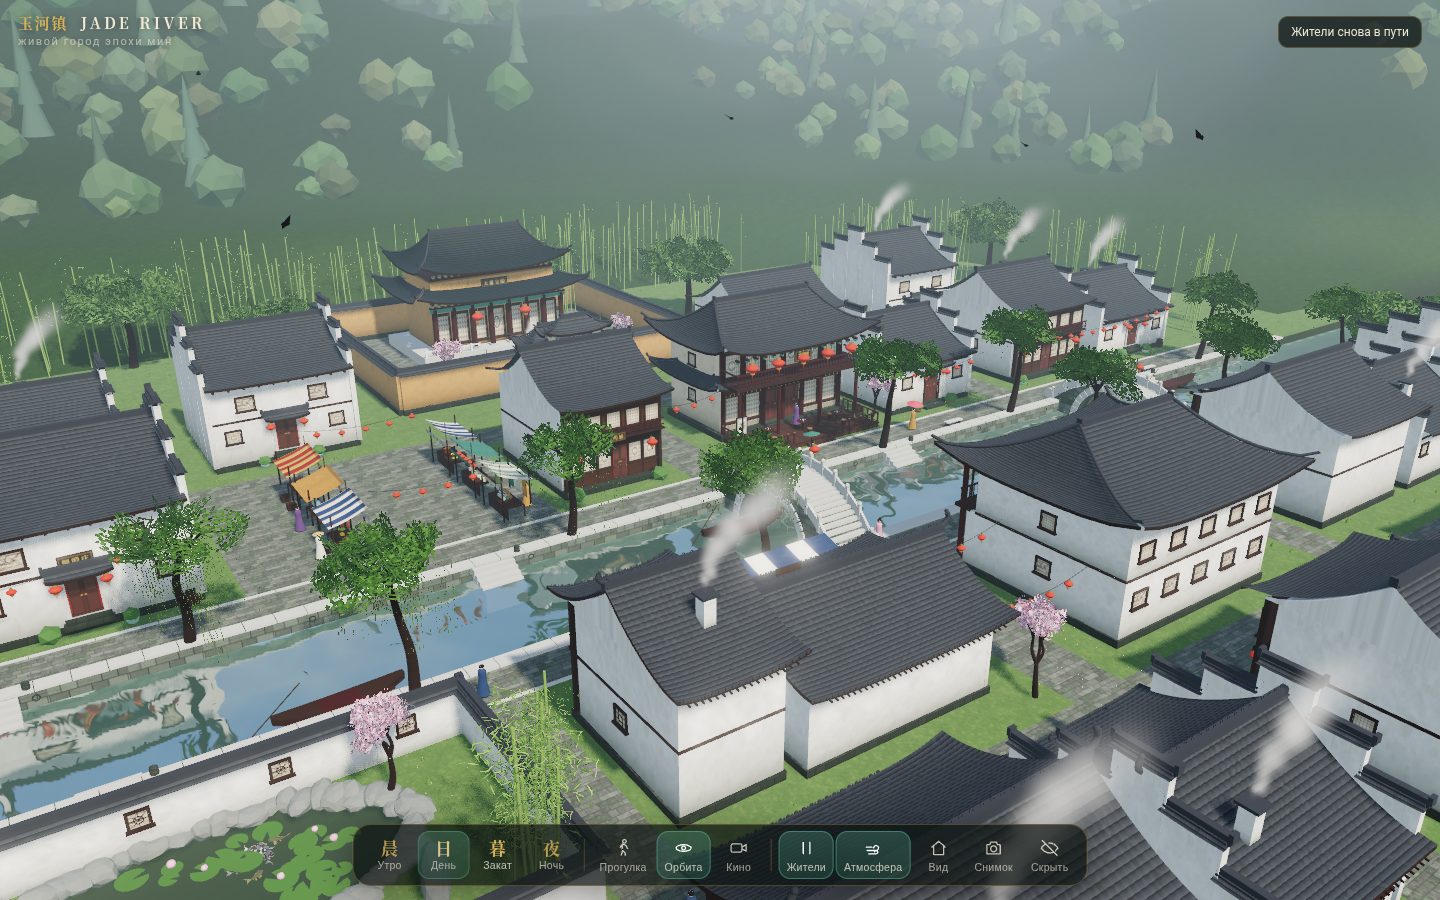 玉河镇 JADE RIVER
живой город эпохи мин
Жители снова в пути
晨 日 暮 夜
Утро День Закат Ночь Прогулка Орбита Кино Жители Атмосфера Вид Снимок Скрыть